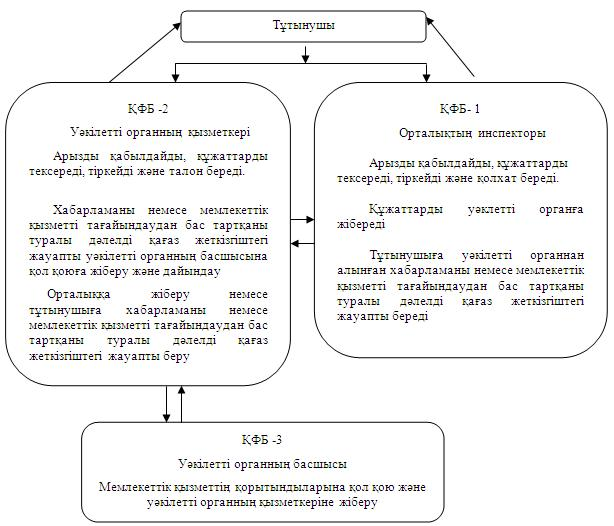 Тұтынушы
ҚФБ -2
Уәкілетті органның қызметкері
Арызды қабылдайды, құжаттарды
тексереді, тіркейді және талон береді.
Хабарламаны немесе мемлекеттік
қызметті тағайындаудан бас тартқаны
туралы дәлелді қағаз жеткізгіштегі
жауапты уәкілетті органның басшысына
қол қоюға жіберу және дайындау
Орталыққа жіберу немесе
тұтынушыға хабарламаны немесе
мемлекеттік қызметті тағайындаудан бас
тартқаны туралы дәлелді қағаз
жеткізгіштегі жауапты беру
ҚФБ- 1
Орталықтың инспекторы
Арызды қабылдайды, құжаттарды
тексереді, тіркейді және қолхат береді.
Құжаттарды уәклетті органға
жібереді
Тұтынушыға уәкілетті органнан
алынған хабарламаны немесе мемлекеттік
қызметті тағайындаудан бас тартқаны
туралы дәлелді қағаз жеткізгіштегі
жауапты береді
ҚФБ -3
Уәкілетті органның басшысы
Мемлекеттік қызметтің қорытындыларына қол қою және
уәкілетті органның қызметкеріне жіберу